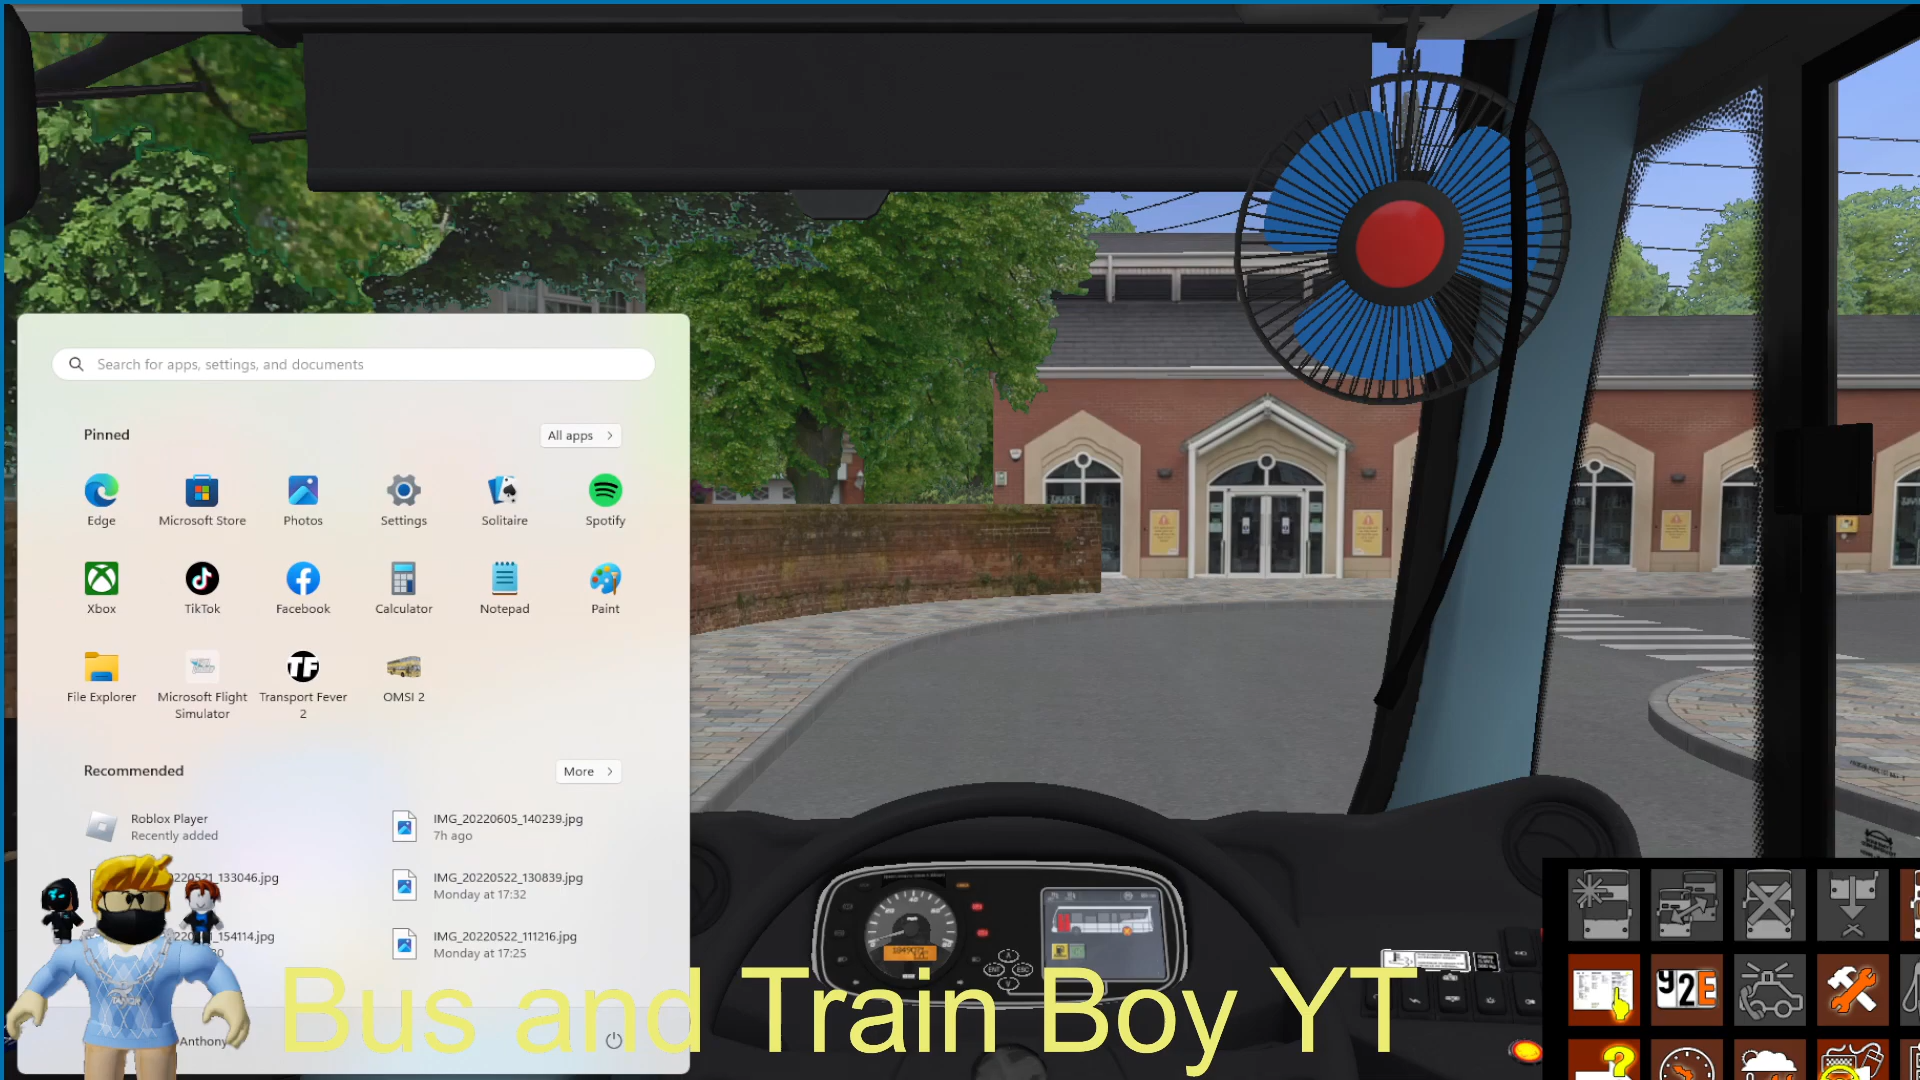 Search for apps, settings, and documents
Pinned
All apps
Edge
Microsoft Store
Photos
Settings
Solitaire
Spotify
Xbox
TikTok
Facebook
Calculator
Notepad
Paint
File Explorer
Microsoft Flight
Simulator
Transport Fever
2
OMSI 2
Recommended
More
Roblox Player
Recently added
IMG_20220605_140239.jpg
7h ago
IMG_20220522_130839.jpg
Monday at 17:32
IMG_20220522_111216.jpg
Monday at 17:25
Anthony
ENT
ESC
Y2E
Bus and Train Boy YT